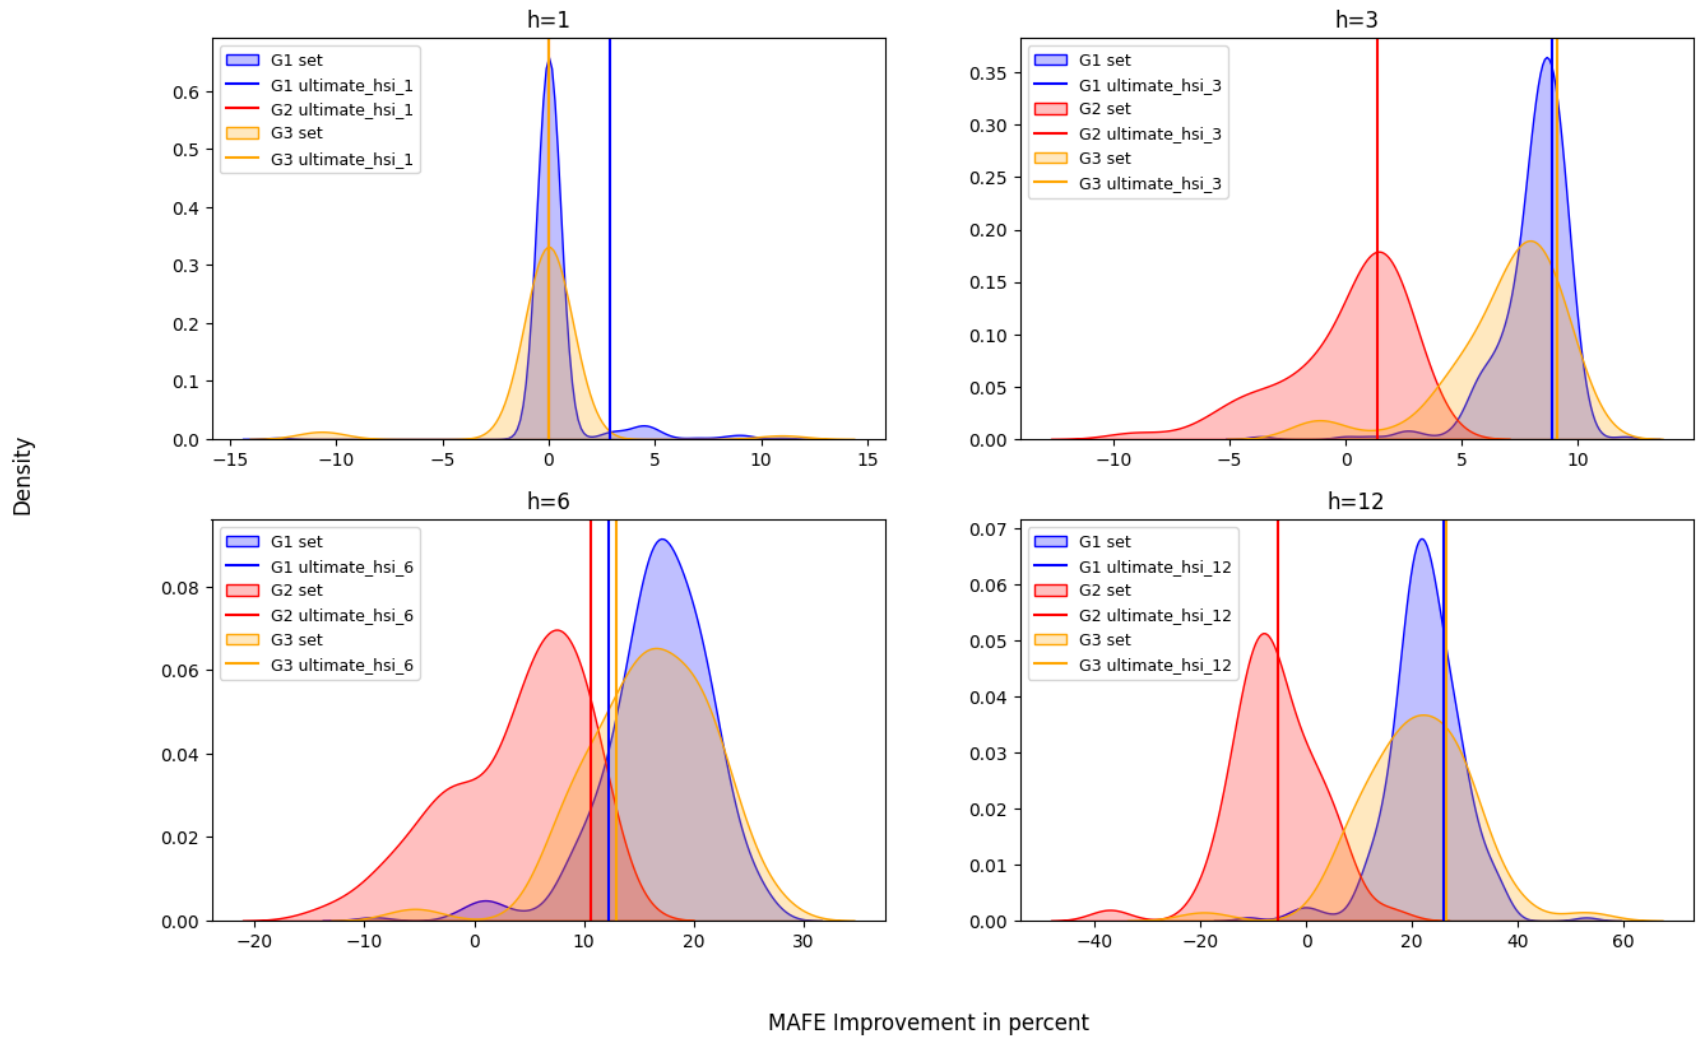 h=1
G1 set
G1 ultimate_hsi_1
G2 ultimate_hsi_1
G3 set
G3 ultimate_hsi_1
0.6
0.5
0.4
0.3
0.2
0.1
0.0
−15
−10
−5
0
5
10
15
h=3
G1 set
G1 ultimate_hsi_3
G2 set
G2 ultimate_hsi_3
G3 set
G3 ultimate_hsi_3
0.35
0.30
0.25
0.20
0.15
0.10
0.05
0.00
−10
−5
0
5
10
Density
h=6
G1 set
G1 ultimate_hsi_6
G2 set
G2 ultimate_hsi_6
G3 set
G3 ultimate_hsi_6
0.08
0.06
0.04
0.02
0.00
−20
−10
0
10
20
30
h=12
G1 set
G1 ultimate_hsi_12
G2 set
G2 ultimate_hsi_12
G3 set
G3 ultimate_hsi_12
0.07
0.06
0.05
0.04
0.03
0.02
0.01
0.00
−40
−20
0
20
40
60
MAFE Improvement in percent